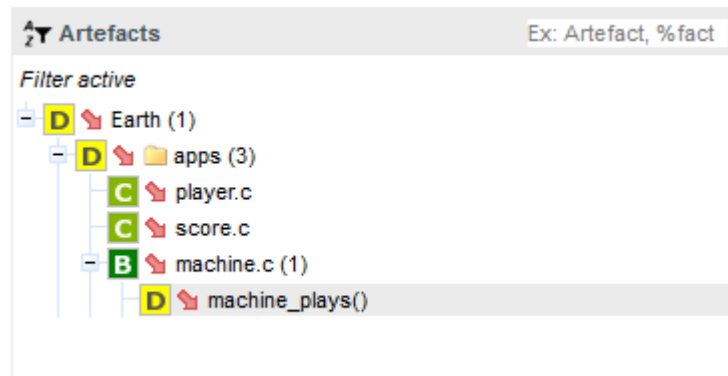 Artefacts Ex: Artefact, %fact
Filter active
D Earth (1)
D apps (3)
C player.c
C score.c
B machine.c (1)
D machine_plays()